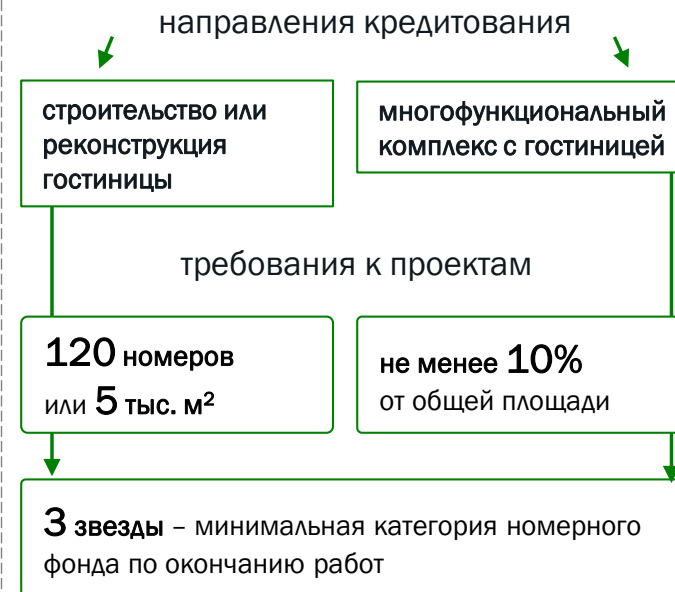 направления кредитования
строительство или
реконструкция
гостиницы
многофункциональный
комплекс с гостиницей
требования к проектам
120 номеров
или 5 тыс. м²
не менее 10%
от общей площади
3 звезды – минимальная категория номерного
фонда по окончанию работ